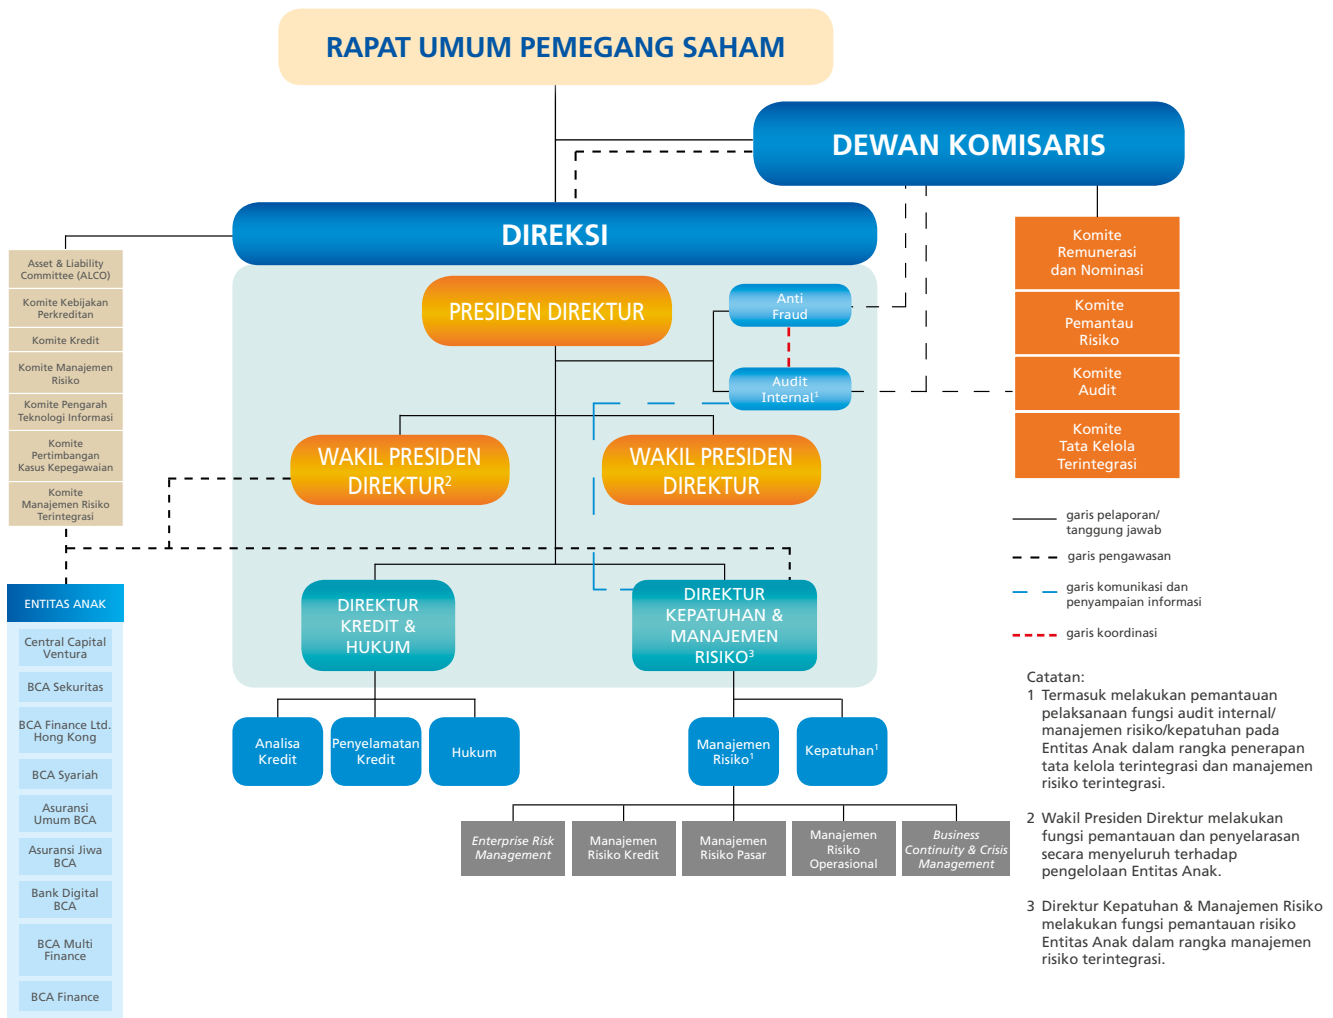 RAPAT UMUM PEMEGANG SAHAM
DEWAN KOMISARIS
DIREKSI
Asset & Liability
Committee (ALCO)
Komite Kebijakan
Perkreditan
Komite Kredit
Komite Manajemen
Risiko
Komite Pengarah
Teknologi Informasi
Komite
Pertimbangan
Kasus Kepegawaian
Komite
Manajemen Risiko
Terintegrasi
PRESIDEN DIREKTUR
Anti
Fraud
Audit
Internal¹
Komite
Remunerasi
dan Nominasi
Komite
Pemantau
Risiko
Komite
Audit
Komite
Tata Kelola
Terintegrasi
WAKIL PRESIDEN
DIREKTUR²
WAKIL PRESIDEN
DIREKTUR
garis pelaporan/
tanggung jawab
garis pengawasan
garis komunikasi dan
penyampaian informasi
garis koordinasi
DIREKTUR
KREDIT &
HUKUM
DIREKTUR
KEPATUHAN &
MANAJEMEN
RISIKO³
ENTITAS ANAK
Central Capital
Ventura
BCA Sekuritas
BCA Finance Ltd.
Hong Kong
BCA Syariah
Asuransi
Umum BCA
Asuransi Jiwa
BCA
Bank Digital
BCA
BCA Multi
Finance
BCA Finance
Analisa
Kredit
Penyelamatan
Kredit
Hukum
Manajemen
Risiko¹
Kepatuhan¹
Enterprise Risk
Management
Manajemen
Risiko Kredit
Manajemen
Risiko Pasar
Manajemen
Risiko
Operasional
Business
Continuity & Crisis
Management
Catatan:
1 Termasuk melakukan pemantauan
pelaksanaan fungsi audit internal/
manajemen risiko/kepatuhan pada
Entitas Anak dalam rangka penerapan
tata kelola terintegrasi dan manajemen
risiko terintegrasi.
2 Wakil Presiden Direktur melakukan
fungsi pemantauan dan penyelarasan
secara menyeluruh terhadap
pengelolaan Entitas Anak.
3 Direktur Kepatuhan & Manajemen Risiko
melakukan fungsi pemantauan risiko
Entitas Anak dalam rangka manajemen
risiko terintegrasi.